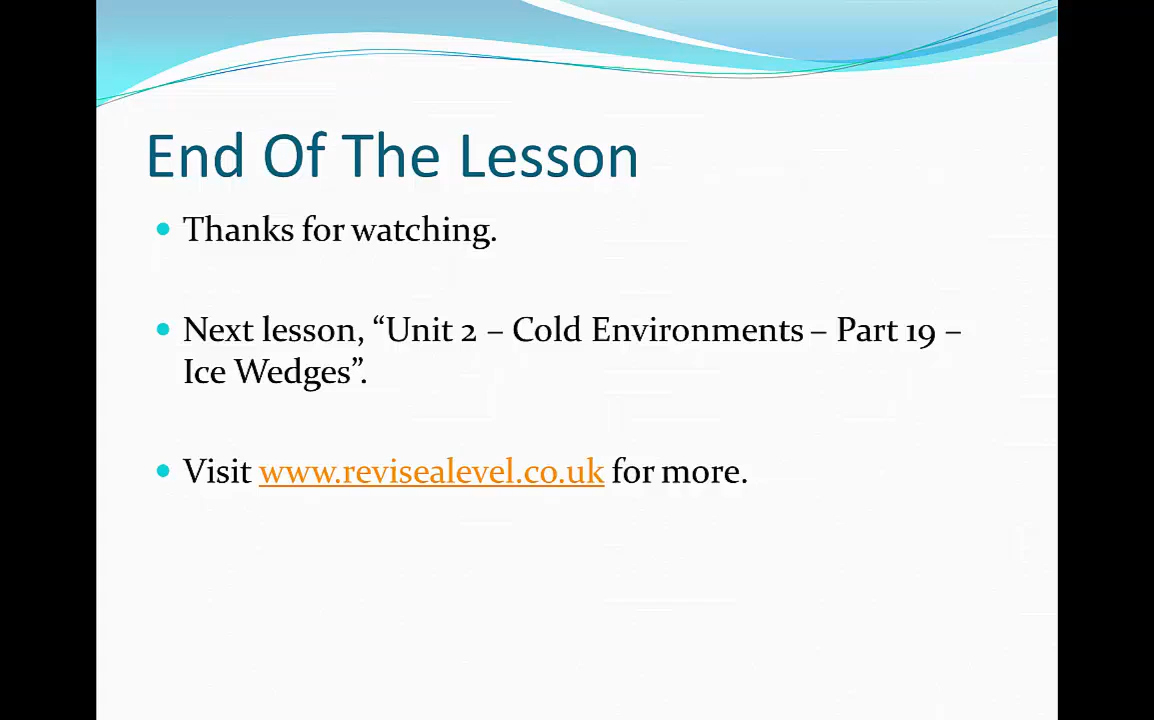 End Of The Lesson
Thanks for watching.
Next lesson, “Unit 2 – Cold Environments – Part 19 –
Ice Wedges”.
Visit www.revisealevel.co.uk for more.